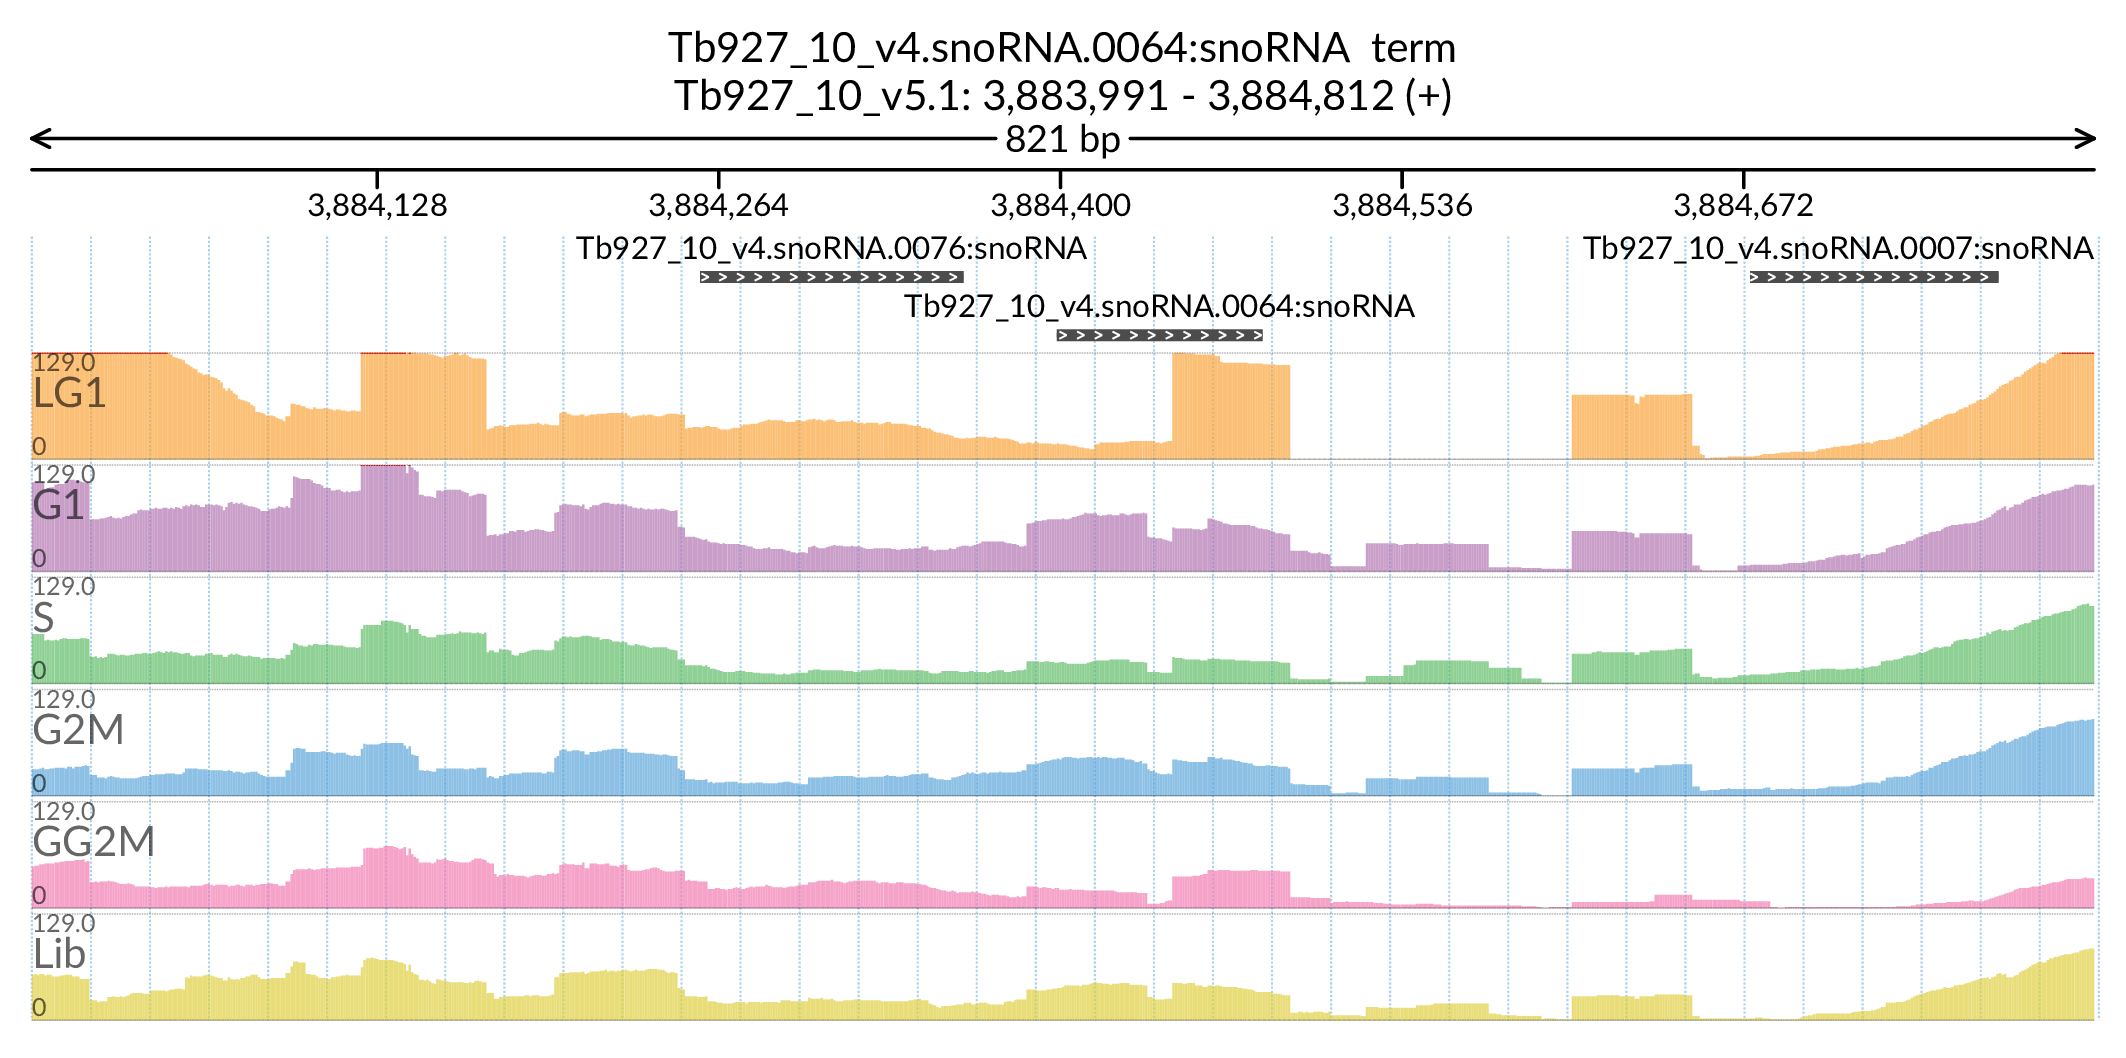 Tb927_10_v4.snoRNA.0064:snoRNA term
Tb927_10_v5.1: 3,883,991 - 3,884,812 (+)
821 bp
3,884,128 3,884,264 3,884,400 3,884,536 3,884,672
Tb927_10_v4.snoRNA.0076:snoRNA Tb927_10_v4.snoRNA.0007:snoRNA
Tb927_10_v4.snoRNA.0064:snoRNA
129.0
LG1
0
129.0
G1
0
129.0
S
0
129.0
G2M
0
129.0
GG2M
0
129.0
Lib
0